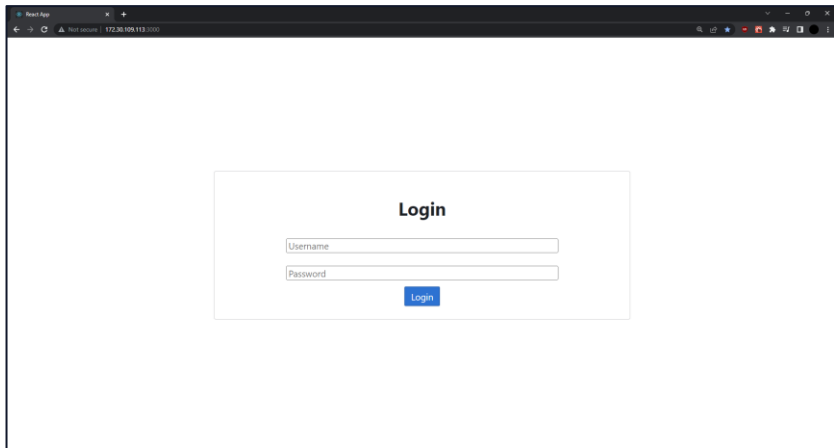 React App
Not secure | 172.30.109.113:3000
Login
Username
Password
Login